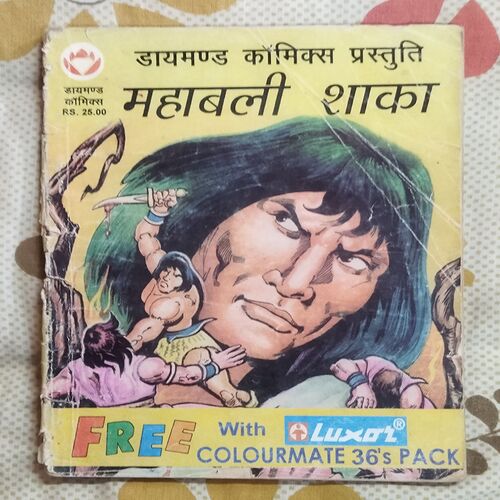 डायमण्ड कॉमिक्स प्रस्तुति
महाबली शाका
डायमण्ड
कॉमिक्स
RS. 25.00
FREE With Luxor®
COLOURMATE 36's PACK